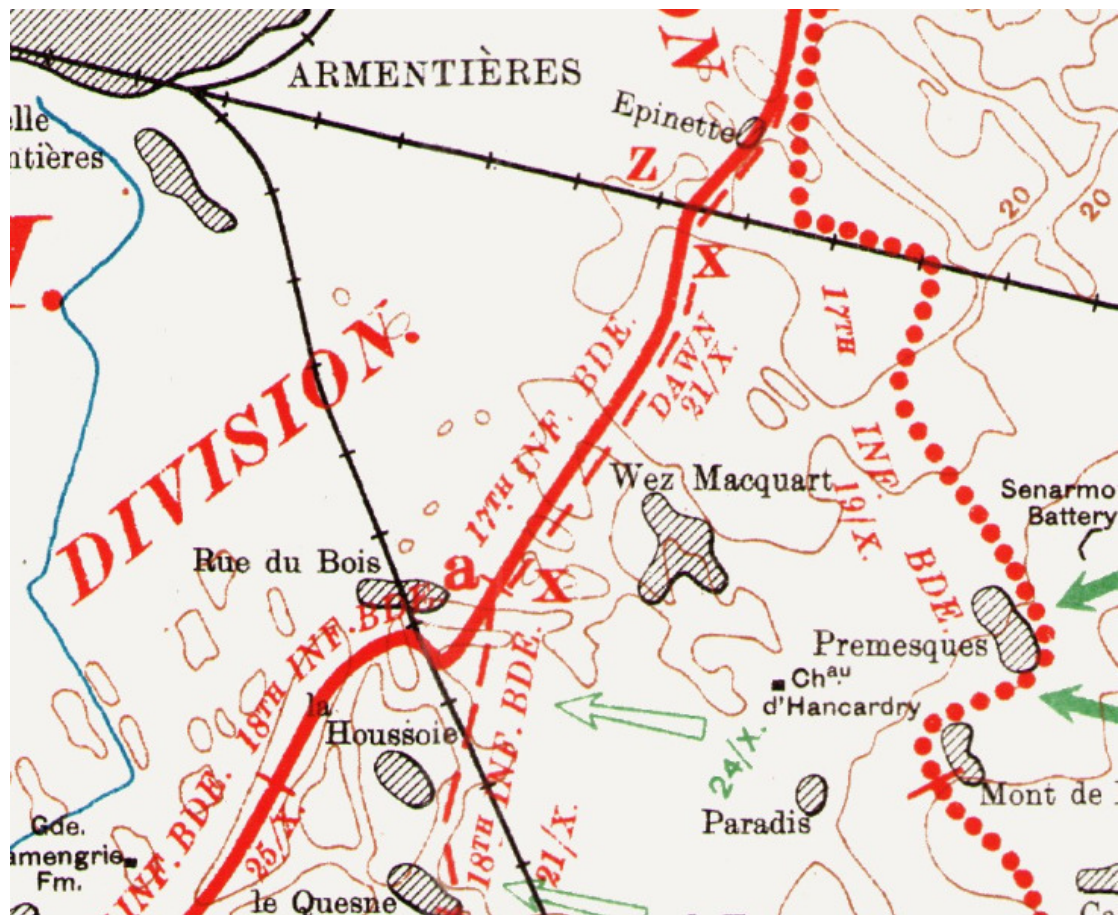 ARMENTIÈRES
Epinette
Z
X
20
20
17TH
INF.
BDE.
19/X.
DIVISION.
17TH INF. BDE.
DAWN
21/X.
Wez Macquart
Senarmo
Battery
Rue du Bois
a
X
18TH INF. BDE.
Premesques
Chau.
d'Hancardry
la
Houssoie
18TH INF. BDE.
21/X.
24/X.
Paradis
Mont de
Gde.
amengrie
Fm.
INF. BDE.
25/X.
le Quesne